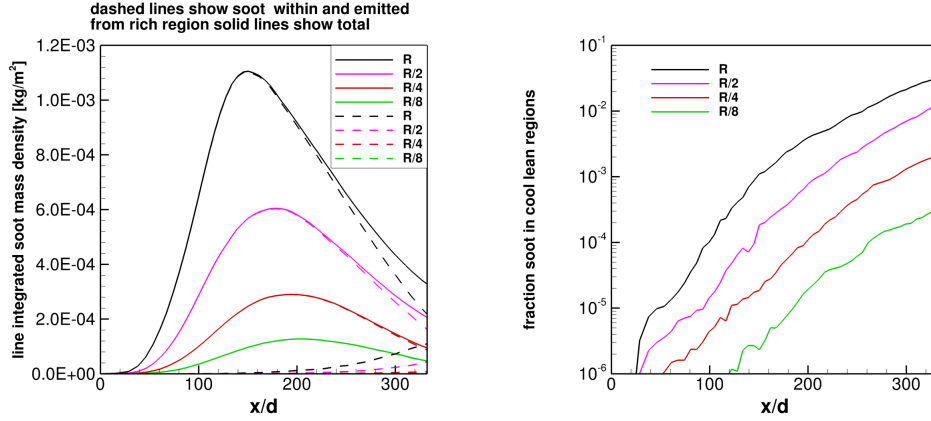 dashed lines show soot within and emitted
from rich region solid lines show total
line integrated soot mass density [kg/m²]
1.2E-03
1.0E-03
8.0E-04
6.0E-04
4.0E-04
2.0E-04
0.0E+00
0
100
200
300
x/d
R
R/2
R/4
R/8
R
R/2
R/4
R/8
fraction soot in cool lean regions
10⁻¹
10⁻²
10⁻³
10⁻⁴
10⁻⁵
10⁻⁶
0
100
200
300
x/d
R
R/2
R/4
R/8